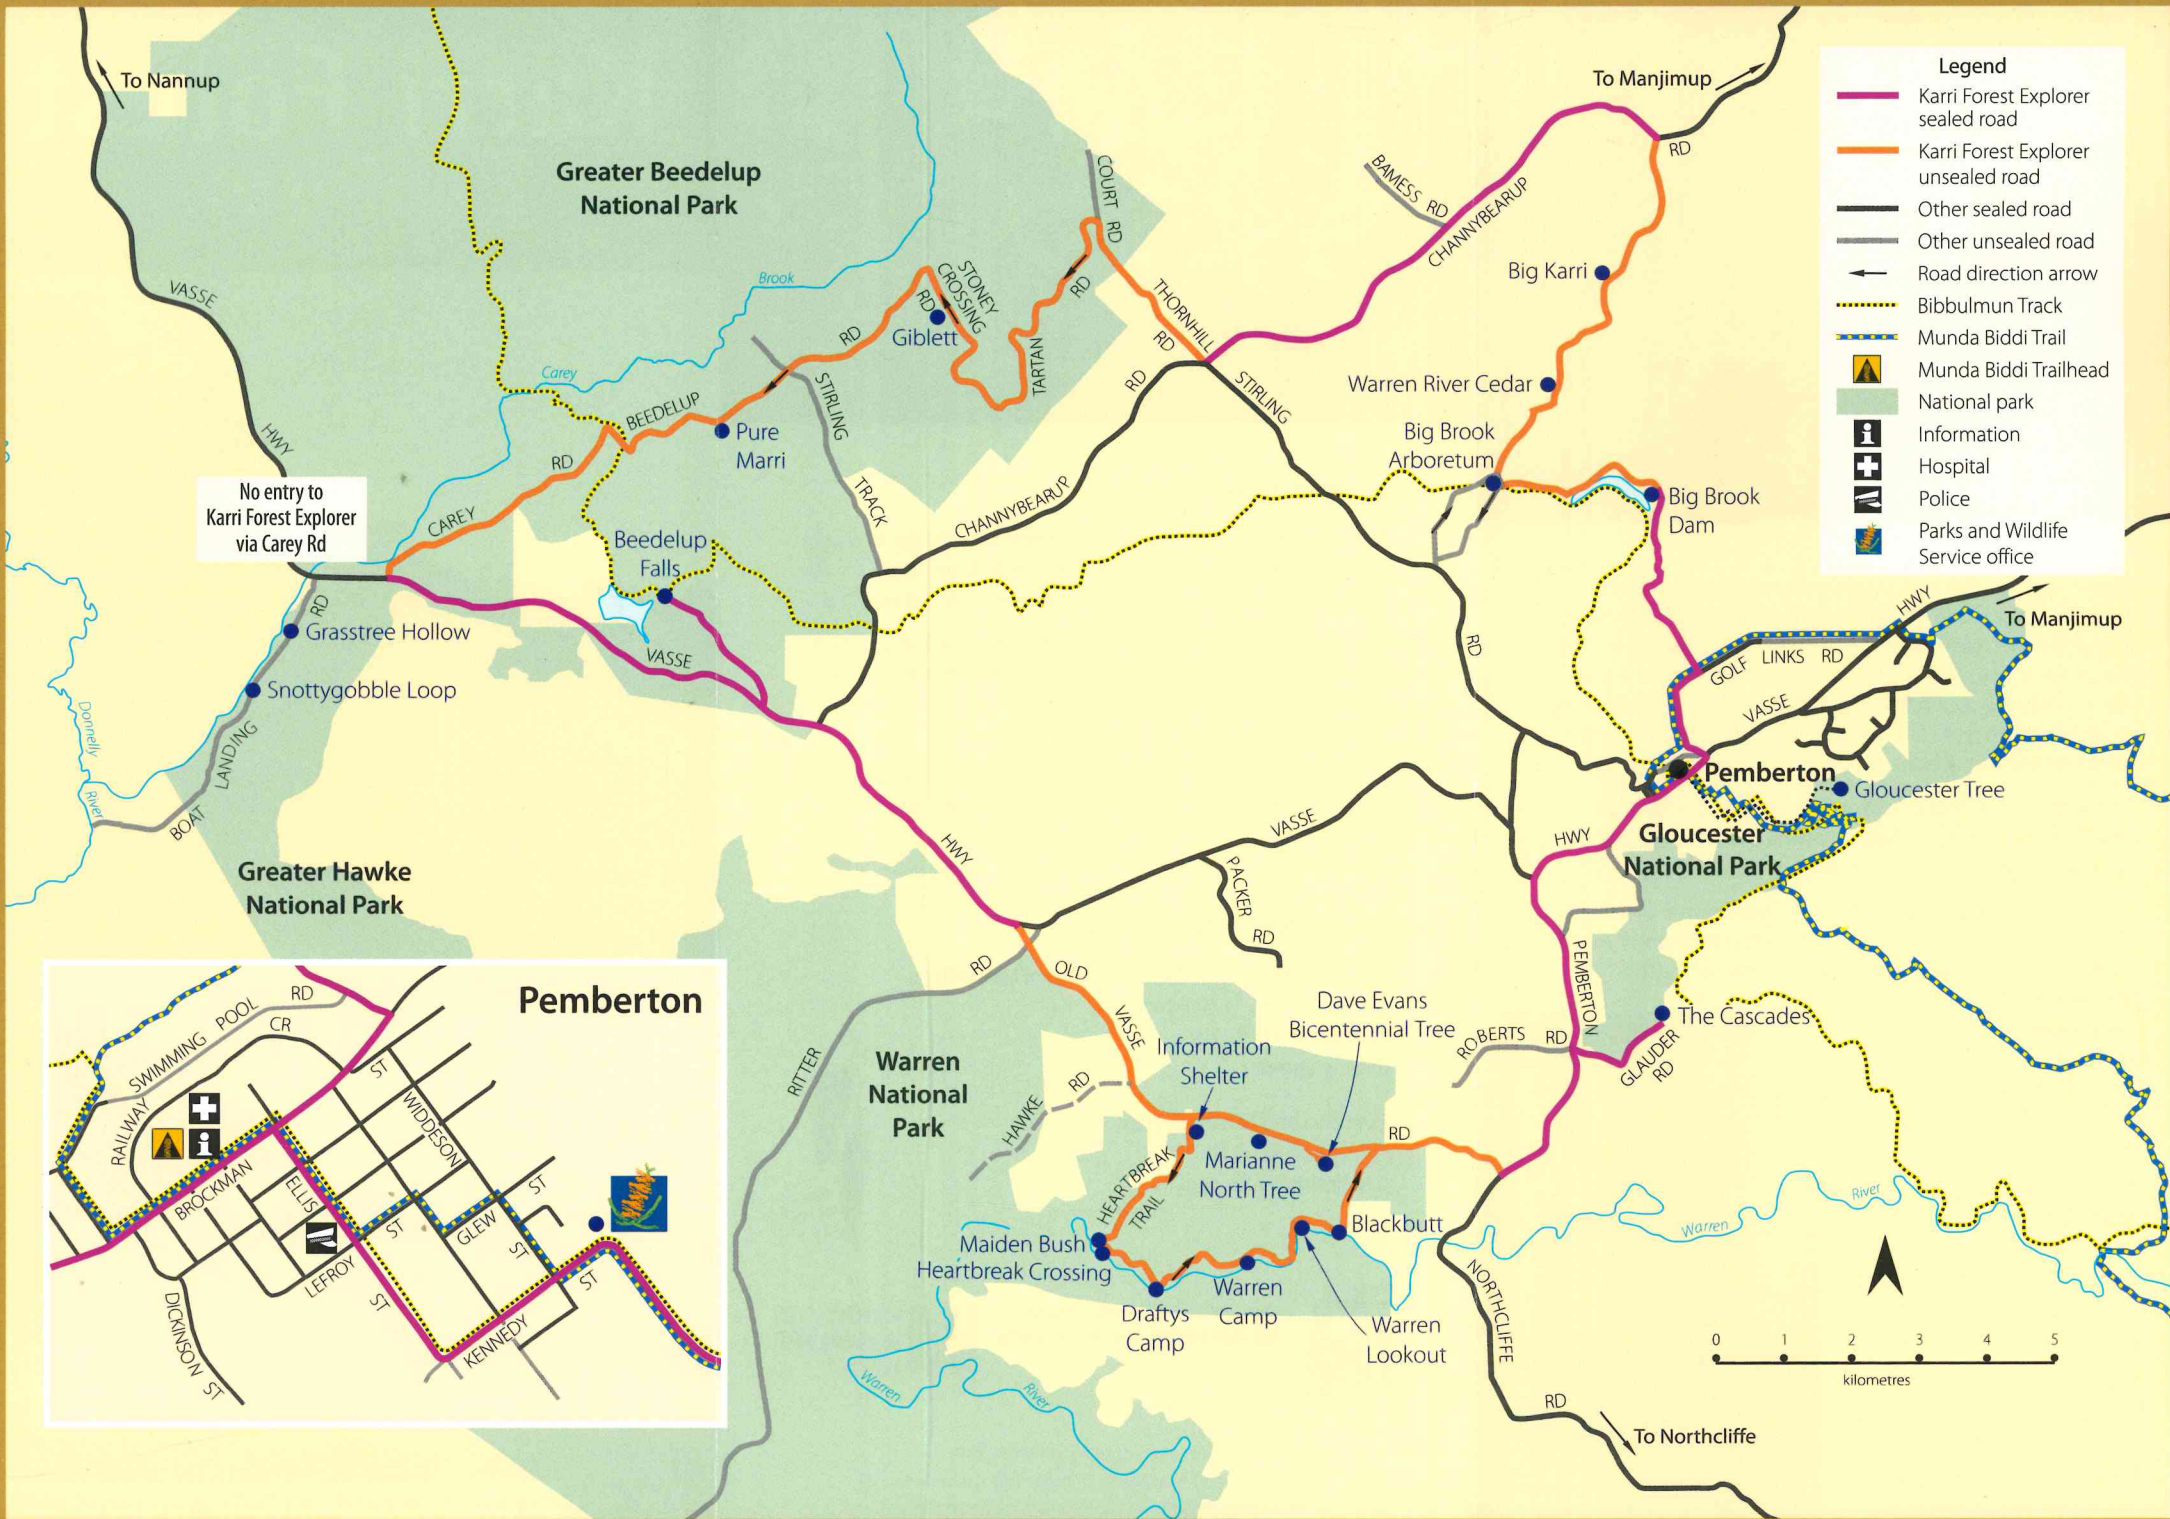 To Nannup
To Manjimup
Legend
Karri Forest Explorer
sealed road
Karri Forest Explorer
unsealed road
Other sealed road
Other unsealed road
Road direction arrow
Bibbulmun Track
Munda Biddi Trail
Munda Biddi Trailhead
National park
Information
Hospital
Police
Parks and Wildlife
Service office
Greater Beedelup
National Park
COURT RD
BAMESS RD
CHANNYBEARUP
RD
Big Karri
VASSE
HWY
Brook
Carey
STONEY
CROSSING
RD
Giblett
RD
TARTAN
RD
THORNHILL
RD
STIRLING
RD
Warren River Cedar
Big Brook
Arboretum
Big Brook
Dam
BEEDELUP
RD
Pure
Marri
STIRLING
TRACK
CHANNYBEARUP
RD
CAREY
No entry to
Karri Forest Explorer
via Carey Rd
Beedelup
Falls
RD
Grasstree Hollow
Snottygobble Loop
BOAT
LANDING
Donnelly
River
VASSE
HWY
HWY
To Manjimup
GOLF LINKS RD
VASSE
Pemberton
Gloucester Tree
Gloucester
National Park
HWY
VASSE
PACKER
RD
Greater Hawke
National Park
RD
OLD
VASSE
RITTER
Warren
National
Park
HAWKE
RD
Information
Shelter
Dave Evans
Bicentennial Tree
PEMBERTON
ROBERTS RD
GLAUDER
RD
The Cascades
Marianne
North Tree
RD
HEARTBREAK
TRAIL
Maiden Bush
Heartbreak Crossing
Blackbutt
Draftys
Camp
Warren
Camp
Warren
Lookout
Warren
River
Warren
River
NORTHCLIFFE
RD
To Northcliffe
0 1 2 3 4 5
kilometres
Pemberton
SWIMMING POOL RD
RAILWAY
CR
ST
WIDDESON
ST
BROCKMAN
ELLIS
ST
ST
GLEW
ST
LEFROY
ST
KENNEDY
DICKINSON ST